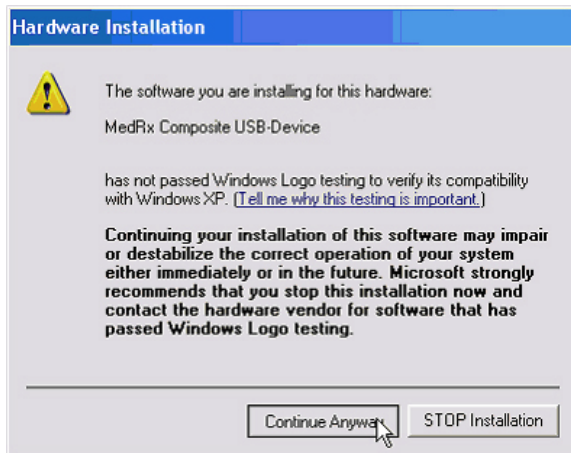 Hardware Installation
The software you are installing for this hardware:
MedRx Composite USB-Device
has not passed Windows Logo testing to verify its compatibility
with Windows XP. (Tell me why this testing is important.)
Continuing your installation of this software may impair
or destabilize the correct operation of your system
either immediately or in the future. Microsoft strongly
recommends that you stop this installation now and
contact the hardware vendor for software that has
passed Windows Logo testing.
Continue Anyway STOP Installation